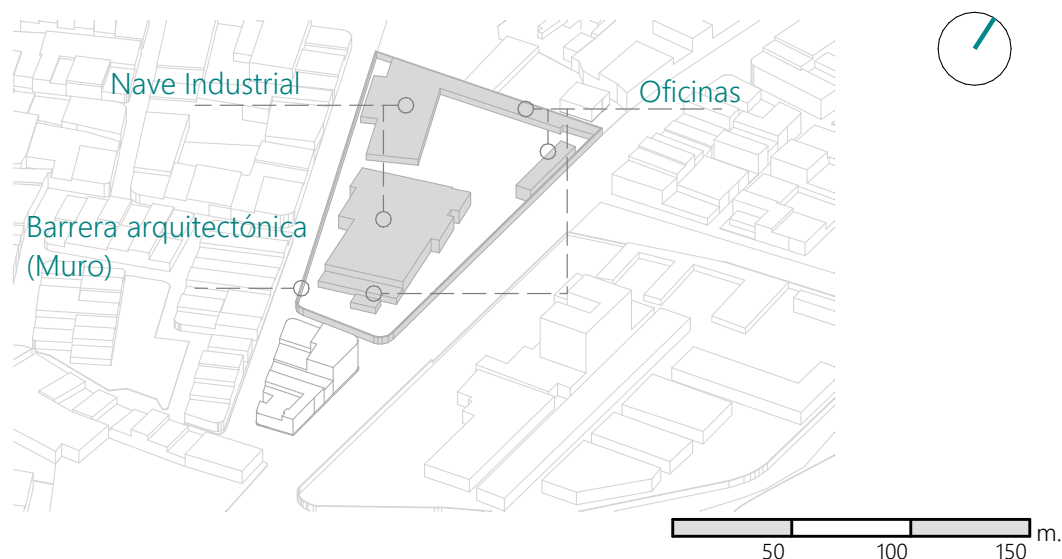 Nave Industrial
Oficinas
Barrera arquitectónica
(Muro)
m.
50
100
150